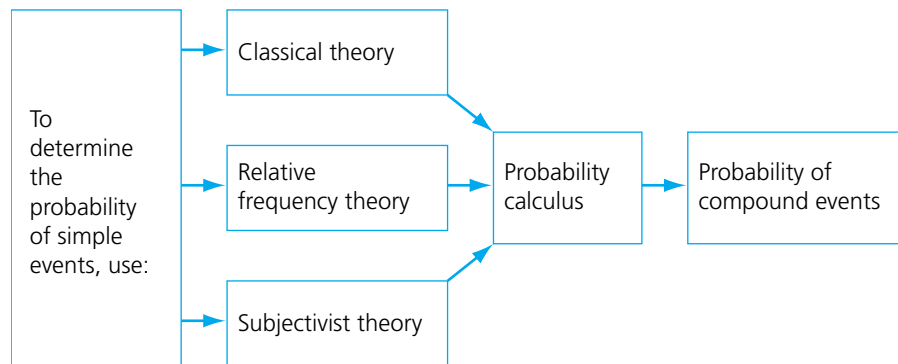 To
determine
the
probability
of simple
events, use:
Classical theory
Relative
frequency theory
Subjectivist theory
Probability
calculus
Probability of
compound events